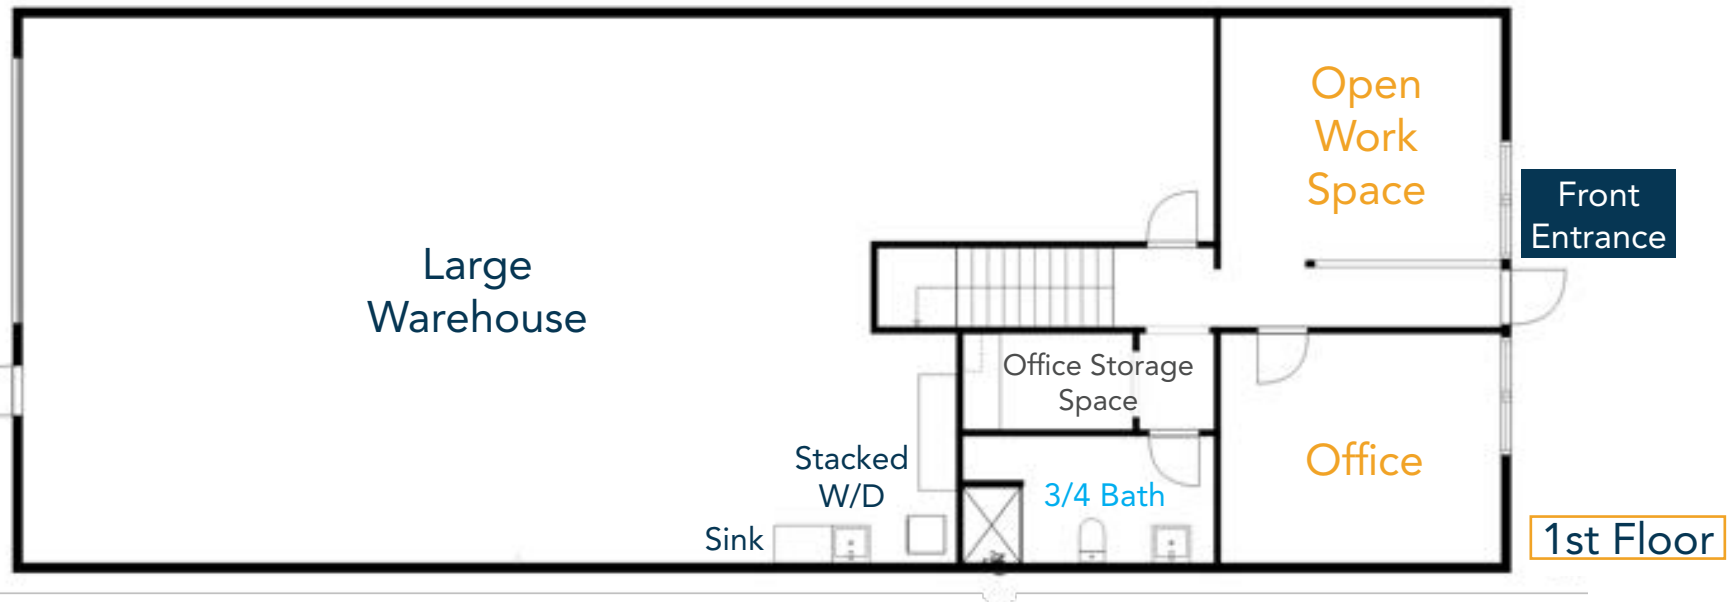 Open
Work
Space
Front
Entrance
Large
Warehouse
Office Storage
Space
Stacked
W/D
3/4 Bath
Office
Sink
1st Floor